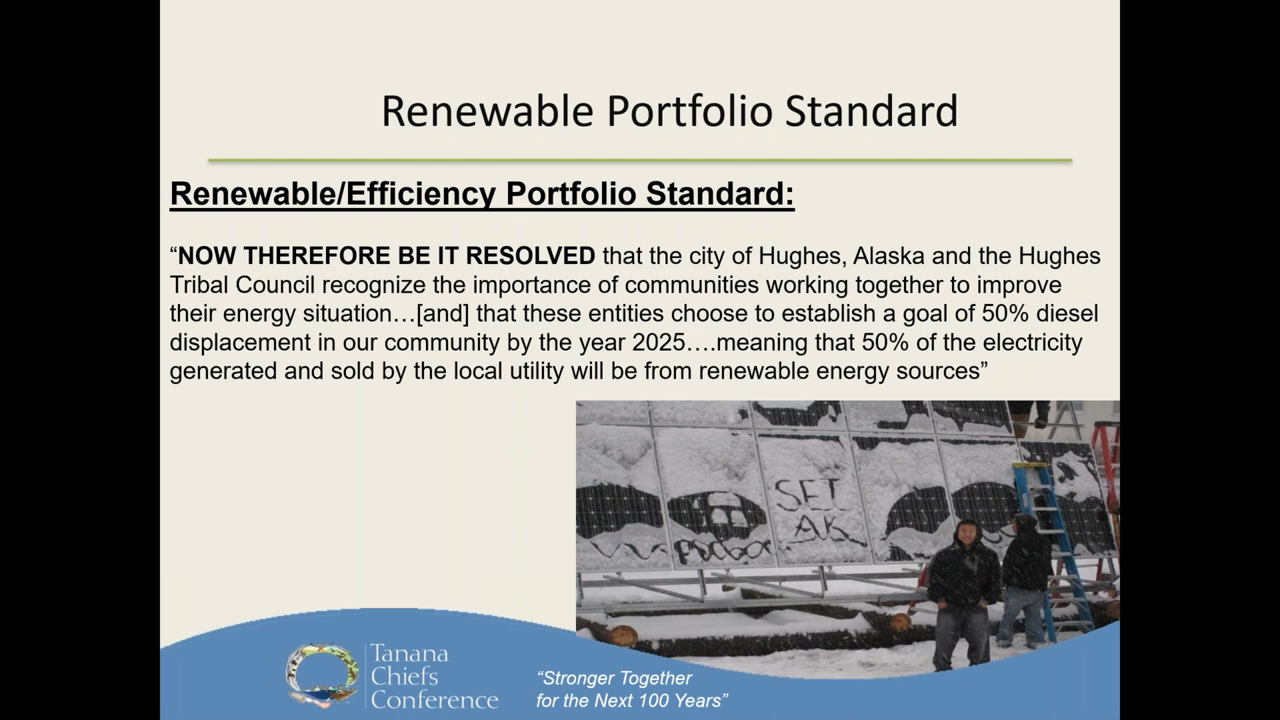 Renewable Portfolio Standard
Renewable/Efficiency Portfolio Standard:
“NOW THEREFORE BE IT RESOLVED that the city of Hughes, Alaska and the Hughes
Tribal Council recognize the importance of communities working together to improve
their energy situation…[and] that these entities choose to establish a goal of 50% diesel
displacement in our community by the year 2025….meaning that 50% of the electricity
generated and sold by the local utility will be from renewable energy sources”
SEI
AK
Tanana
Chiefs
Conference
“Stronger Together
for the Next 100 Years”